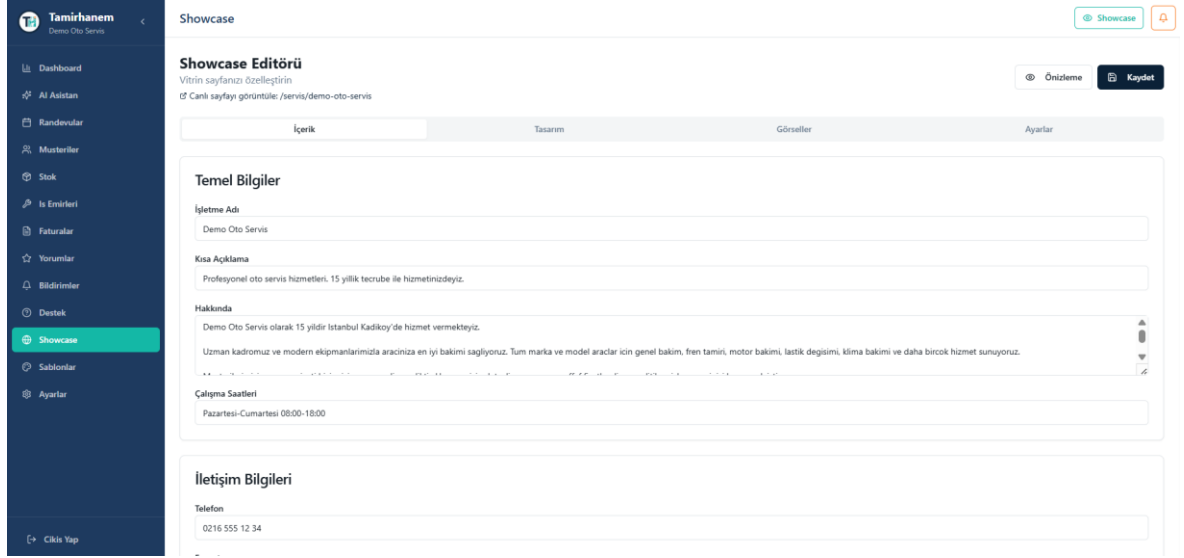 TH
Tamirhanem
Demo Oto Servis
Dashboard
AI Asistan
Randevular
Musteriler
Stok
Is Emirleri
Faturalar
Yorumlar
Bildirimler
Destek
Showcase
Sablonlar
Ayarlar
Cikis Yap
Showcase
Showcase
Showcase Editörü
Vitrin sayfanızı özelleştirin
Canlı sayfayı görüntüle: /servis/demo-oto-servis
Önizleme
Kaydet
İçerik
Tasarım
Görseller
Ayarlar
Temel Bilgiler
İşletme Adı
Demo Oto Servis
Kısa Açıklama
Profesyonel oto servis hizmetleri. 15 yillik tecrube ile hizmetinizdeyiz.
Hakkında
Demo Oto Servis olarak 15 yildir Istanbul Kadikoy'de hizmet vermekteyiz.
Uzman kadromuz ve modern ekipmanlarimizla araciniza en iyi bakimi sagliyoruz. Tum marka ve model araclar icin genel bakim, fren tamiri, motor bakimi, lastik degisimi, klima bakimi ve daha bircok hizmet sunuyoruz.
Çalışma Saatleri
Pazartesi-Cumartesi 08:00-18:00
İletişim Bilgileri
Telefon
0216 555 12 34